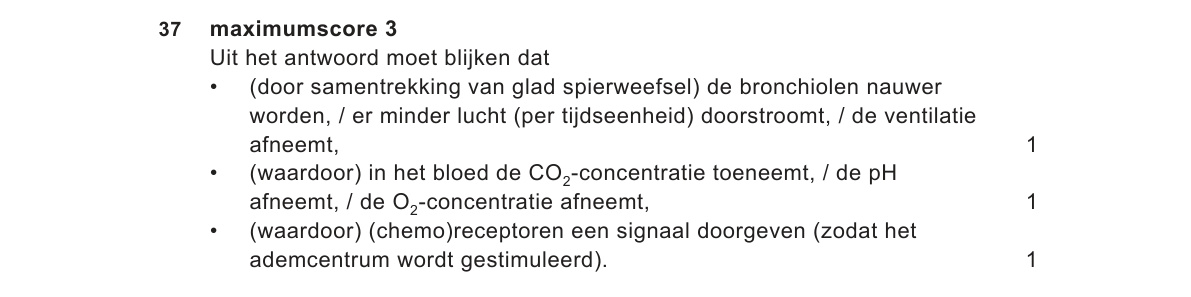 37 maximumscore 3
Uit het antwoord moet blijken dat
• (door samentrekking van glad spierweefsel) de bronchiolen nauwer
worden, / er minder lucht (per tijdseenheid) doorstroomt, / de ventilatie
afneemt, 1
• (waardoor) in het bloed de CO₂-concentratie toeneemt, / de pH
afneemt, / de O₂-concentratie afneemt, 1
• (waardoor) (chemo)receptoren een signaal doorgeven (zodat het
ademcentrum wordt gestimuleerd). 1